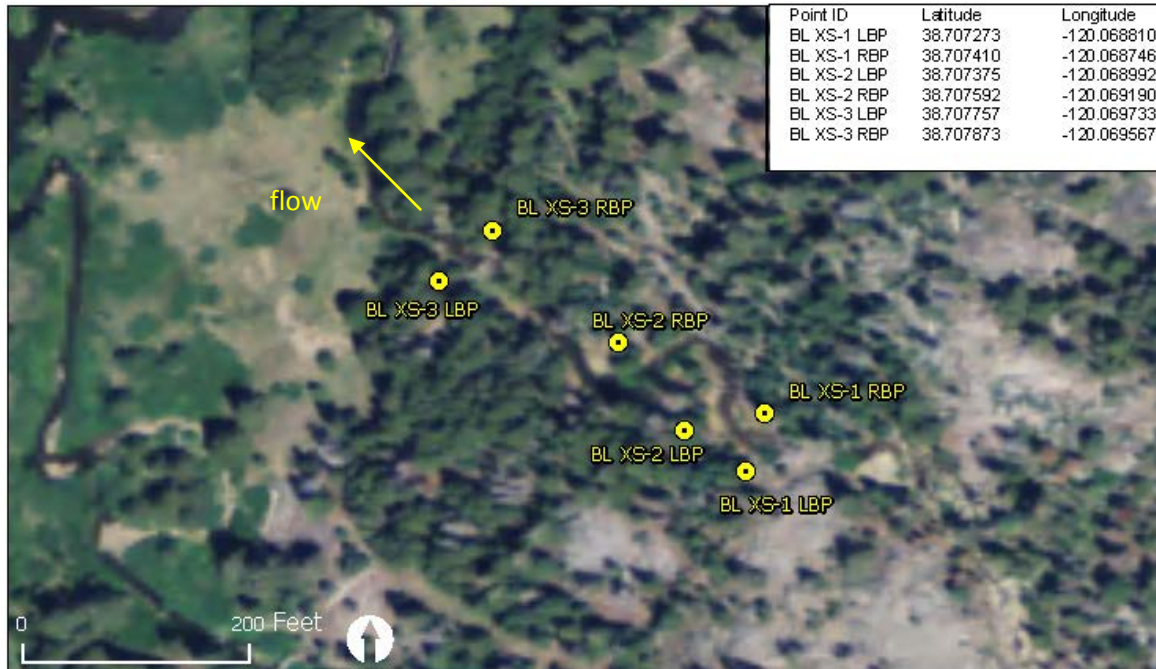 Point ID Latitude Longitude
BL XS-1 LBP 38.707273 -120.068810
BL XS-1 RBP 38.707410 -120.068746
BL XS-2 LBP 38.707375 -120.068992
BL XS-2 RBP 38.707592 -120.069190
BL XS-3 LBP 38.707757 -120.069733
BL XS-3 RBP 38.707873 -120.069567
flow
BL XS-3 RBP
BL XS-3 LBP
BL XS-2 RBP
BL XS-1 RBP
BL XS-2 LBP
BL XS-1 LBP
0 200 Feet